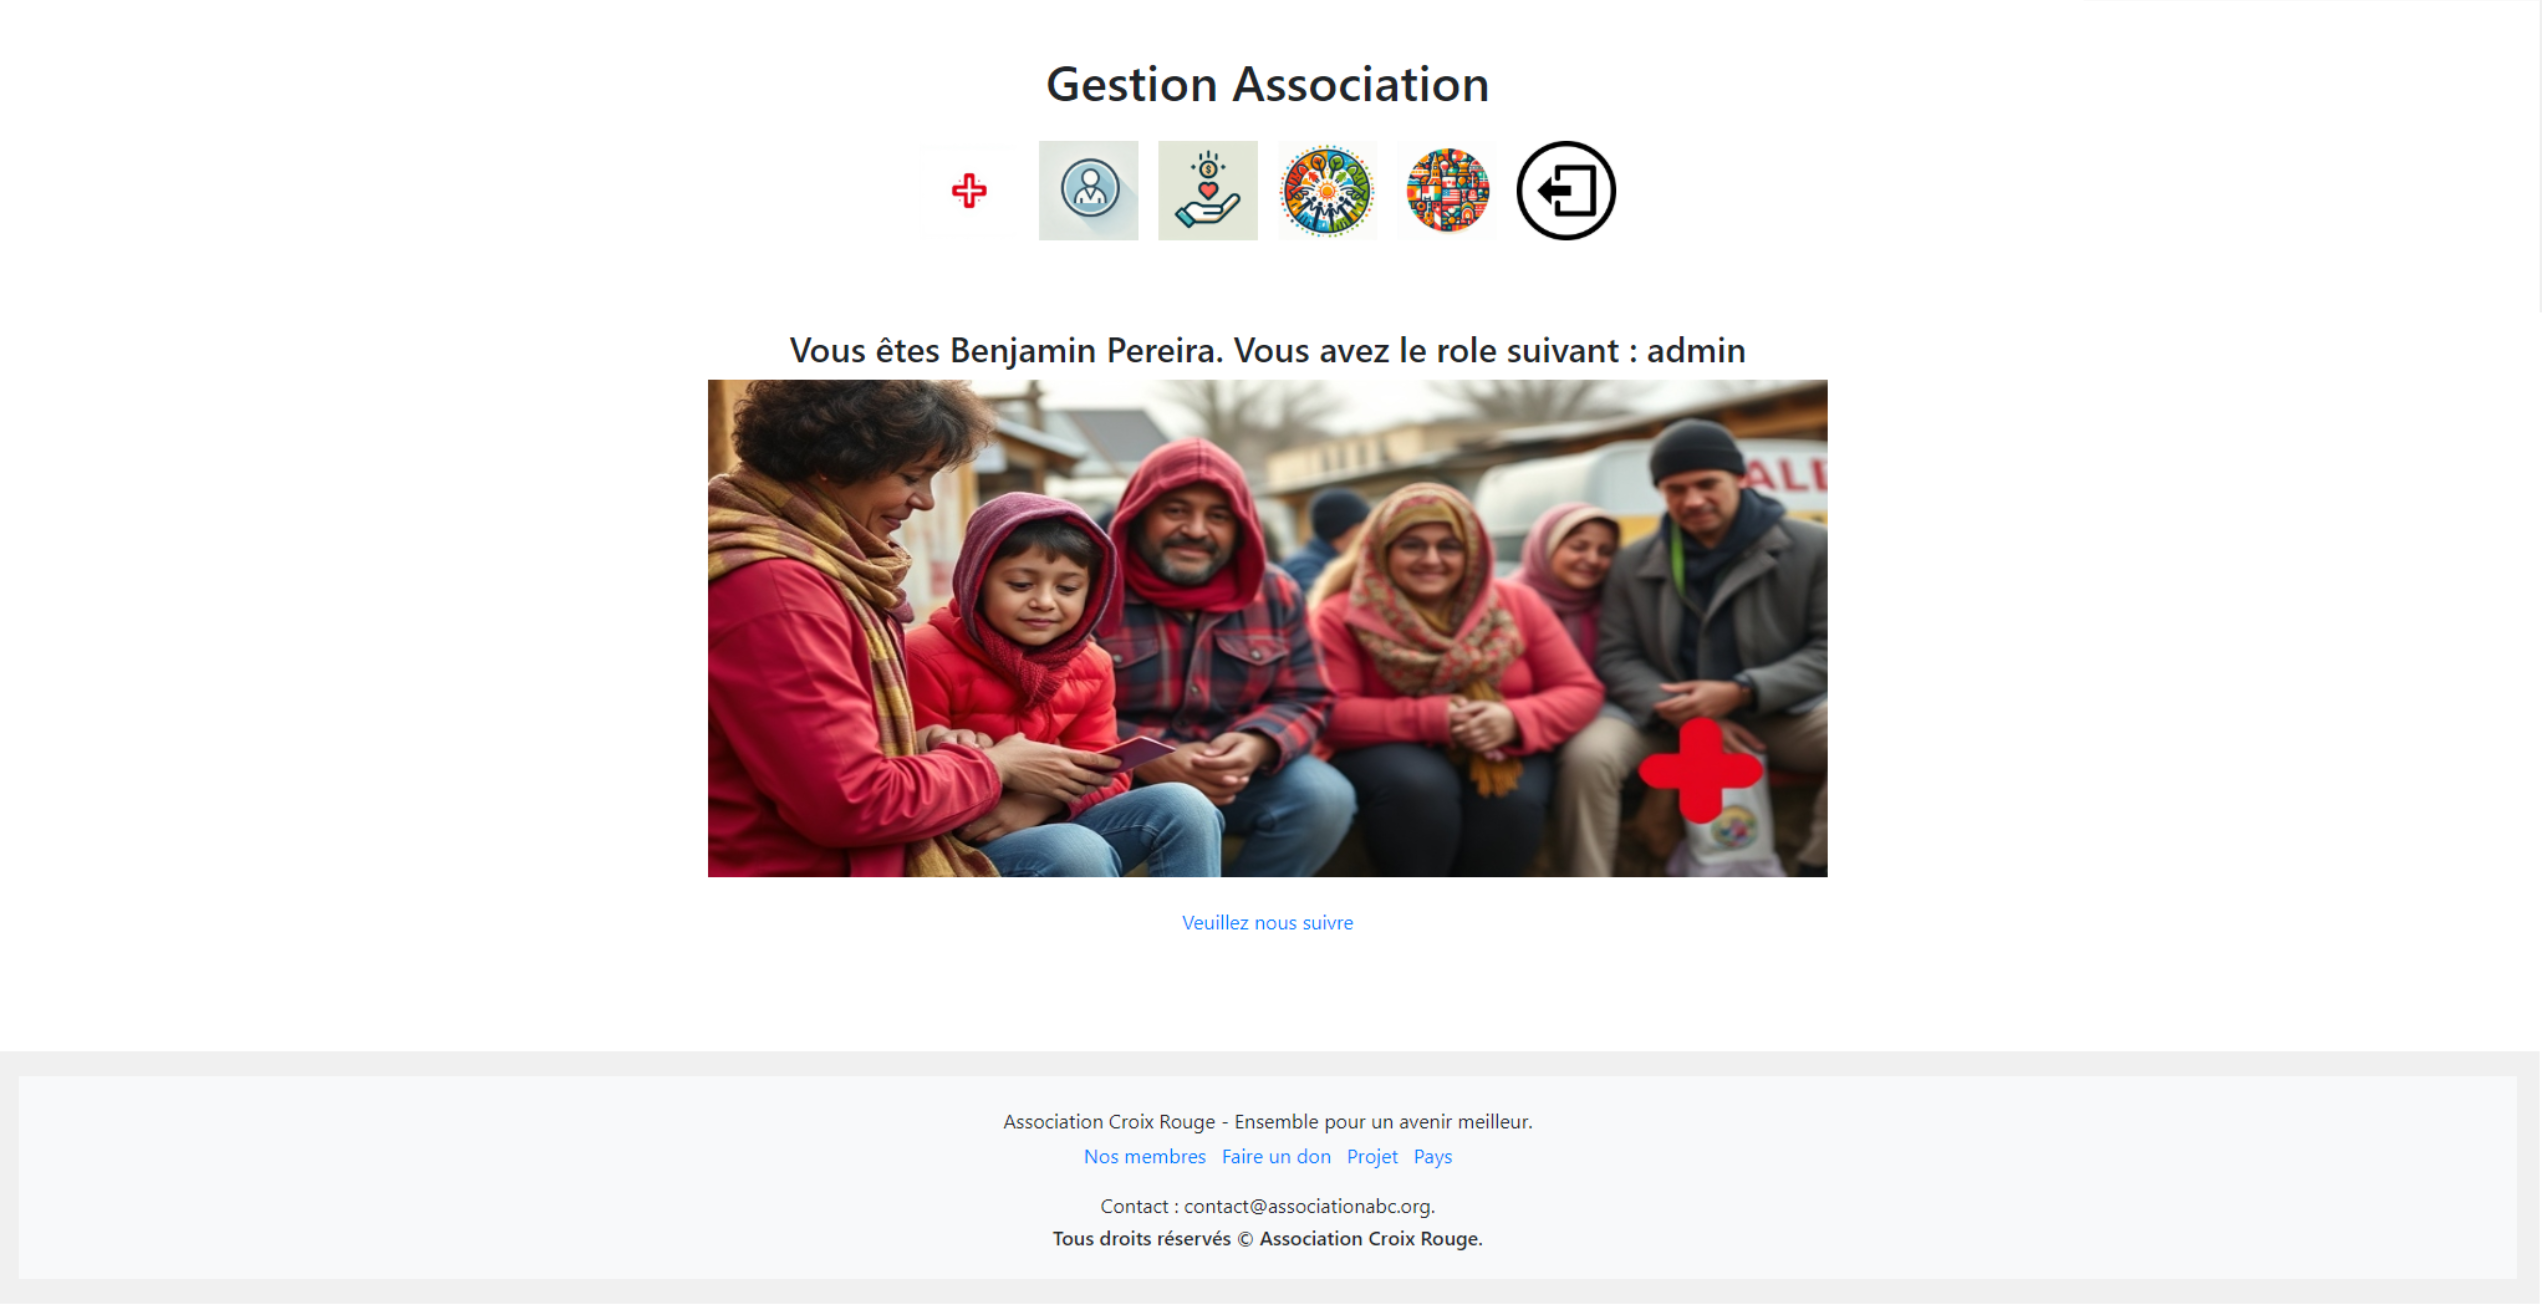 Gestion Association
Vous êtes Benjamin Pereira. Vous avez le role suivant : admin
Veuillez nous suivre
Association Croix Rouge - Ensemble pour un avenir meilleur.
Nos membres Faire un don Projet Pays
Contact : contact@associationabc.org.
Tous droits réservés © Association Croix Rouge.